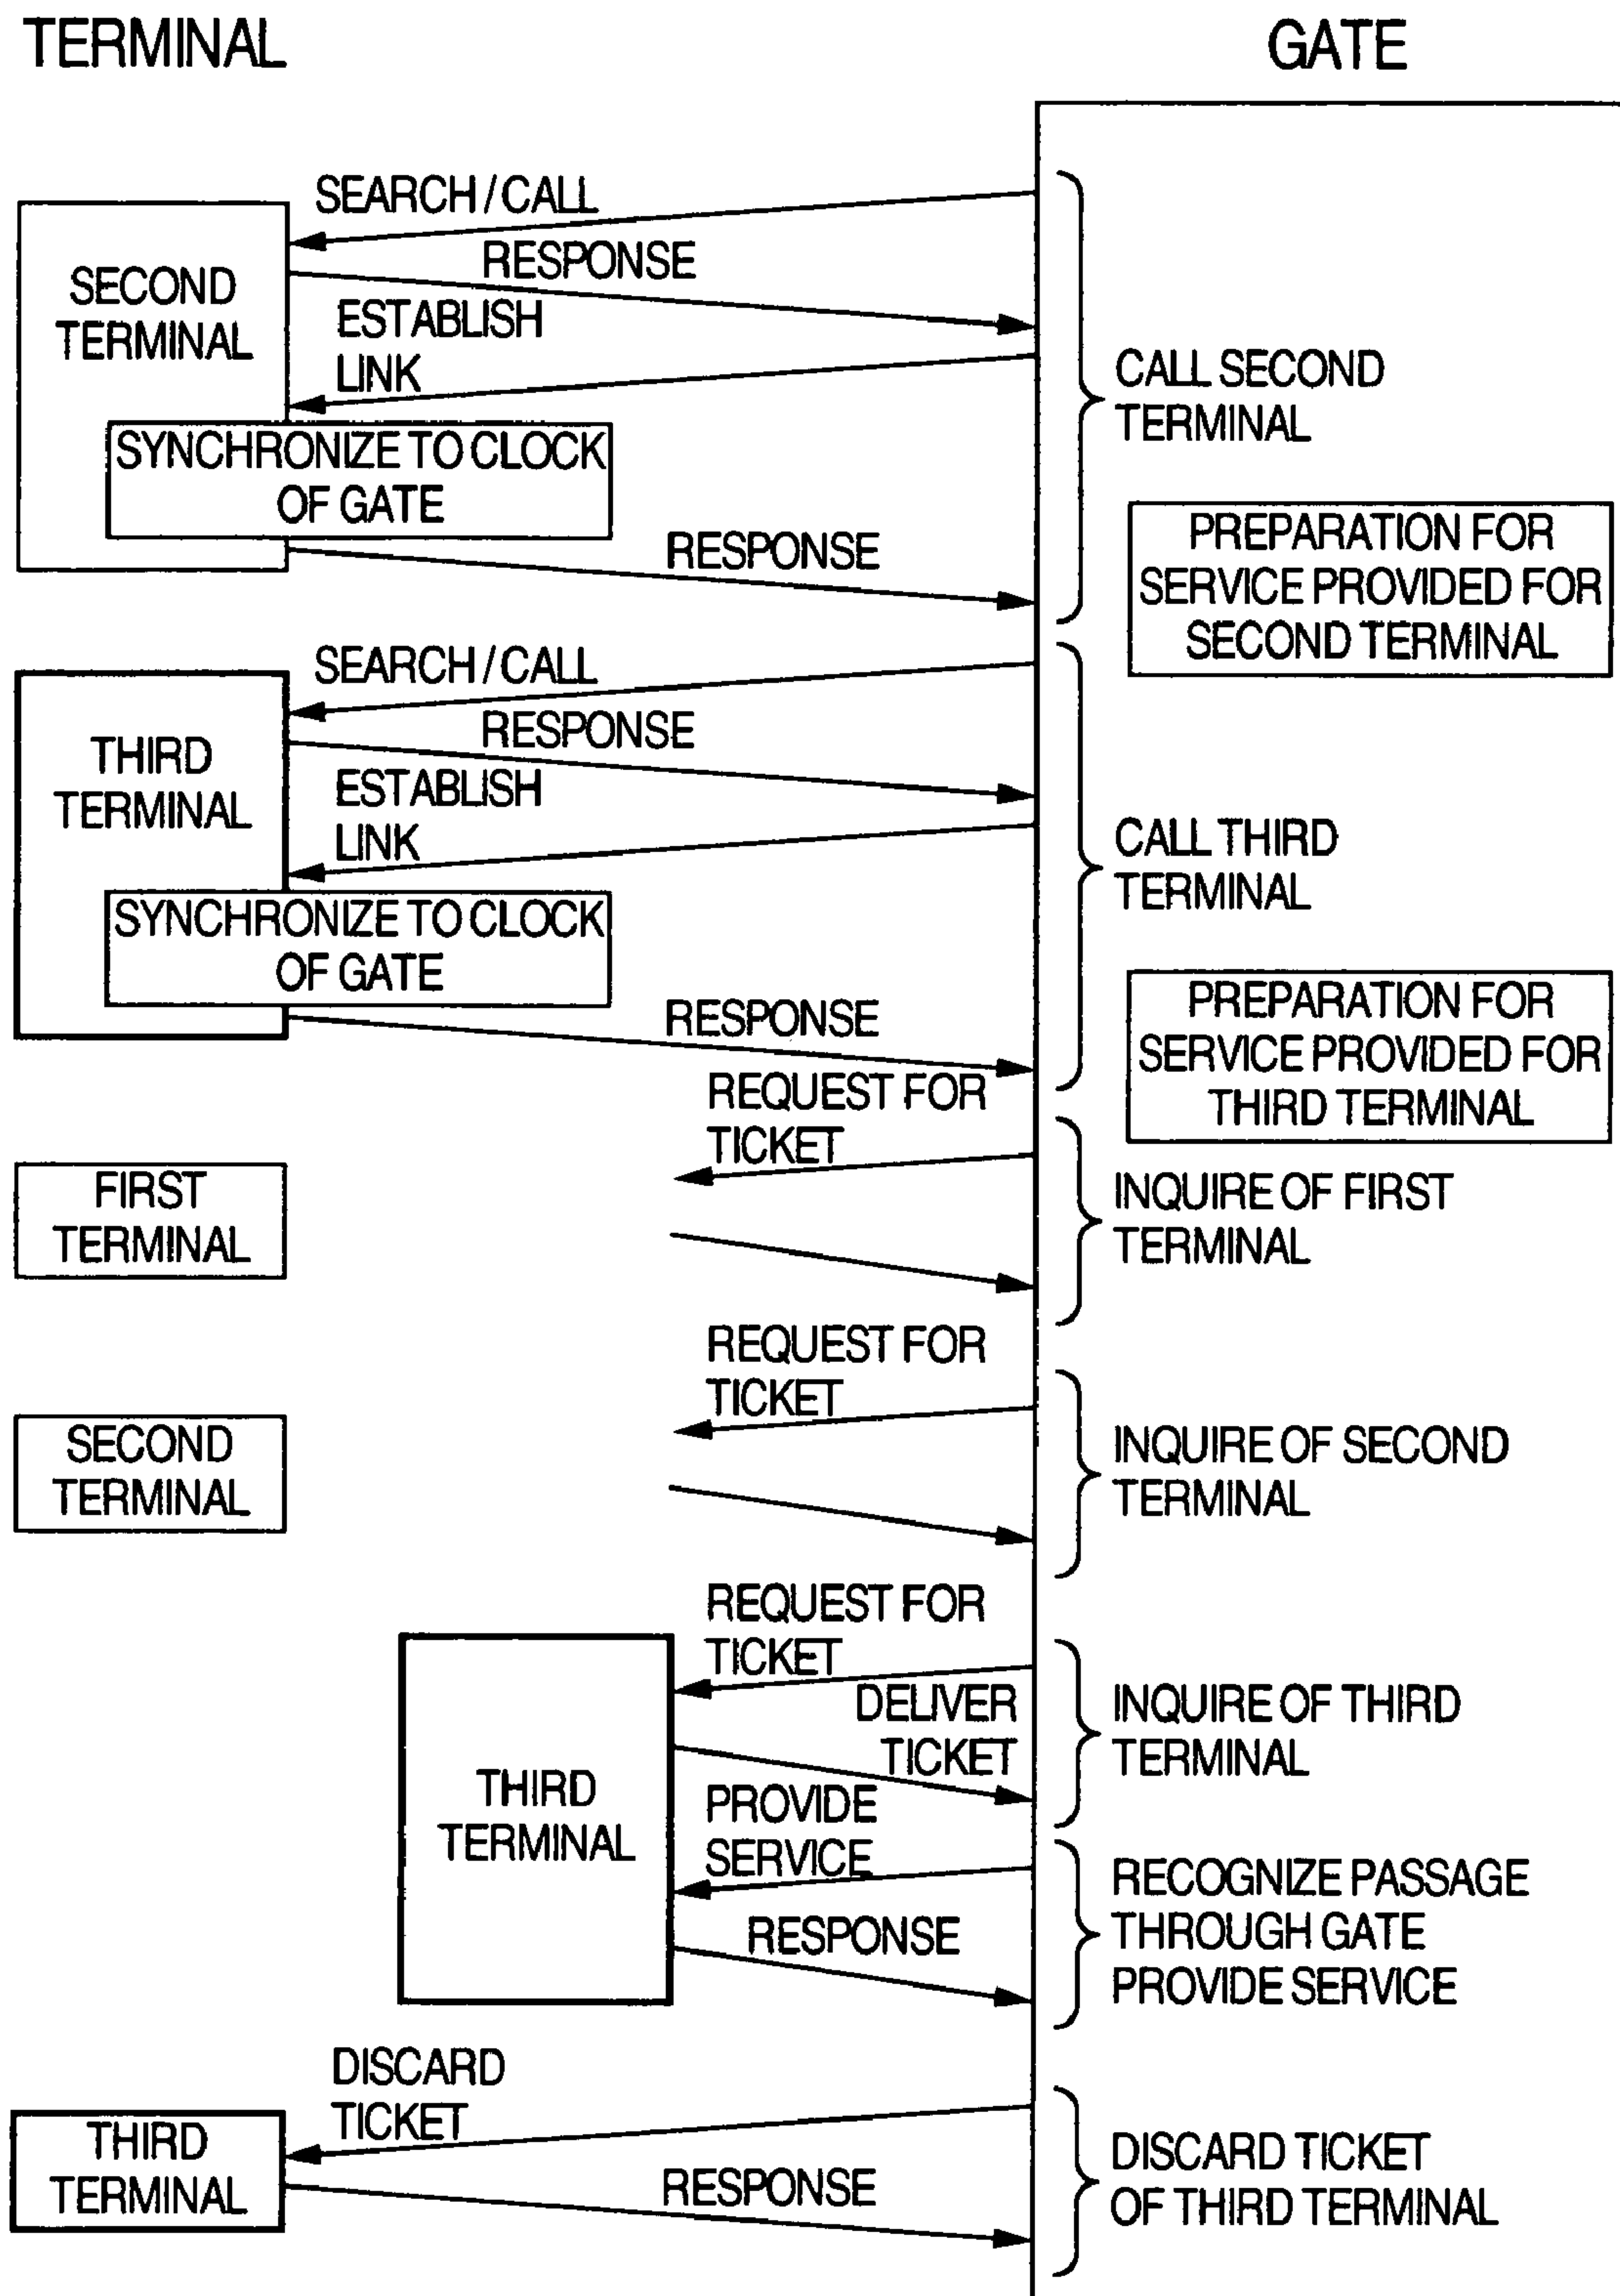 TERMINAL
GATE
SEARCH / CALL
RESPONSE
SECOND
TERMINAL
ESTABLISH
LINK
CALL SECOND
TERMINAL
SYNCHRONIZE TO CLOCK
OF GATE
RESPONSE
PREPARATION FOR
SERVICE PROVIDED FOR
SECOND TERMINAL
SEARCH / CALL
RESPONSE
THIRD
TERMINAL
ESTABLISH
LINK
CALL THIRD
TERMINAL
SYNCHRONIZE TO CLOCK
OF GATE
RESPONSE
PREPARATION FOR
SERVICE PROVIDED FOR
THIRD TERMINAL
REQUEST FOR
TICKET
FIRST
TERMINAL
INQUIRE OF FIRST
TERMINAL
REQUEST FOR
TICKET
SECOND
TERMINAL
INQUIRE OF SECOND
TERMINAL
REQUEST FOR
TICKET
DELIVER
TICKET
INQUIRE OF THIRD
TERMINAL
THIRD
TERMINAL
PROVIDE
SERVICE
RESPONSE
RECOGNIZE PASSAGE
THROUGH GATE
PROVIDE SERVICE
DISCARD
TICKET
THIRD
TERMINAL
RESPONSE
DISCARD TICKET
OF THIRD TERMINAL